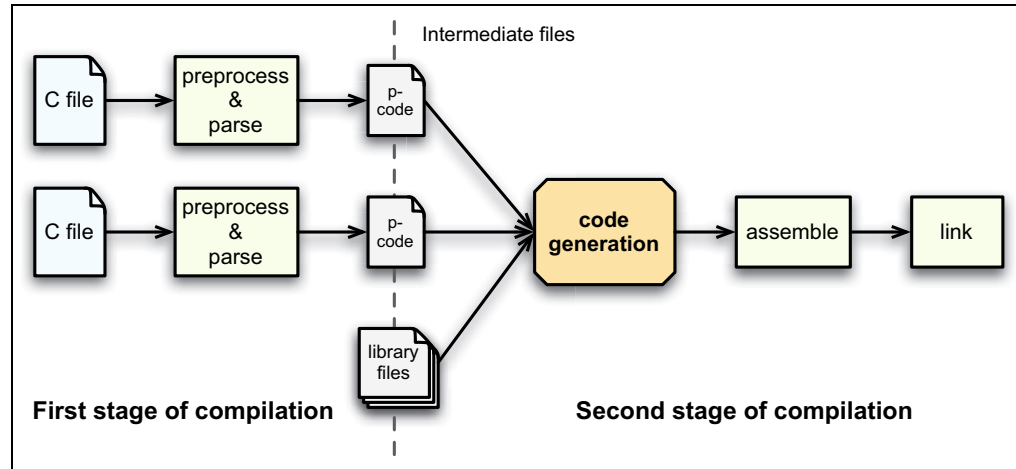 Intermediate files
C file
preprocess
&
parse
p-
code
C file
preprocess
&
parse
p-
code
code
generation
assemble
link
library
files
First stage of compilation
Second stage of compilation